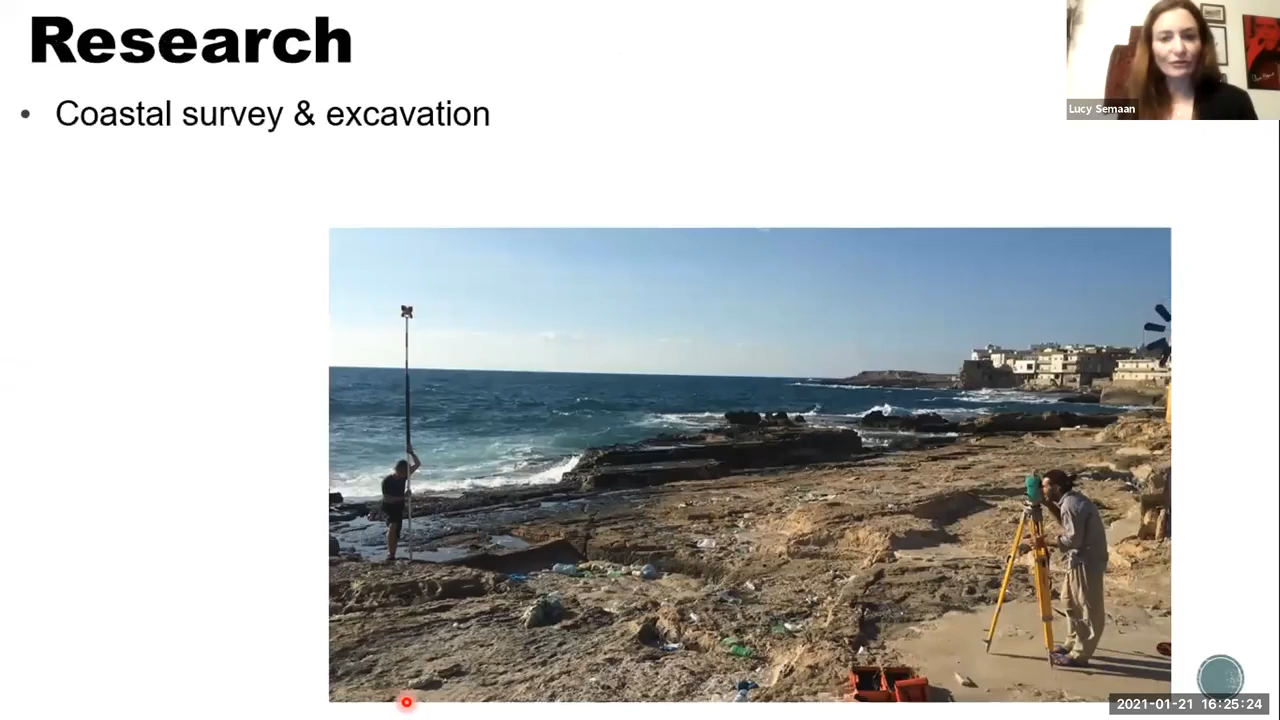 Research
• Coastal survey & excavation
Lucy Semaan
2021-01-21 16:25:24